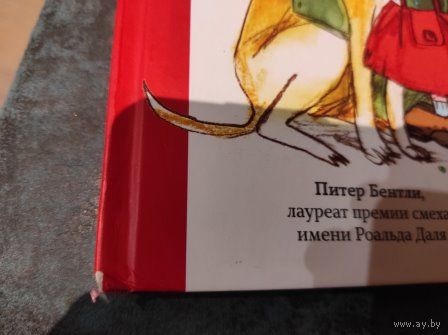 Питер Бентли,
лауреат премии смеха
имени Роальда Даля
www.ay.by